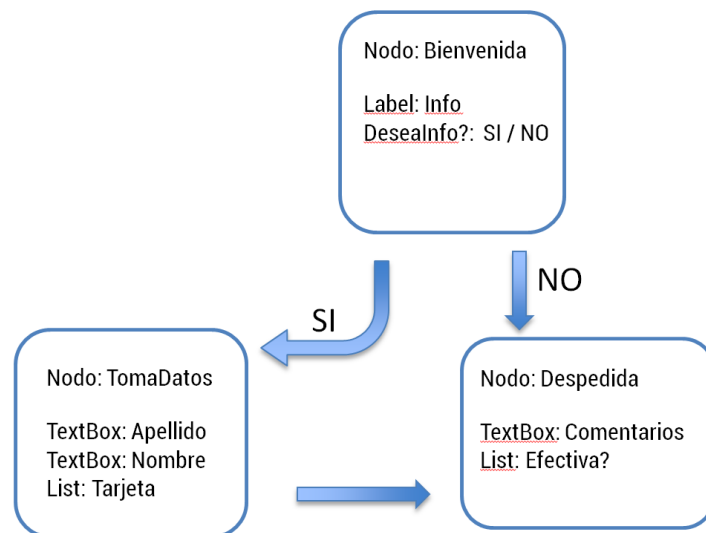 Nodo: Bienvenida
Label: Info
DeseaInfo?: SI / NO
SI
NO
Nodo: TomaDatos
TextBox: Apellido
TextBox: Nombre
List: Tarjeta
Nodo: Despedida
TextBox: Comentarios
List: Efectiva?